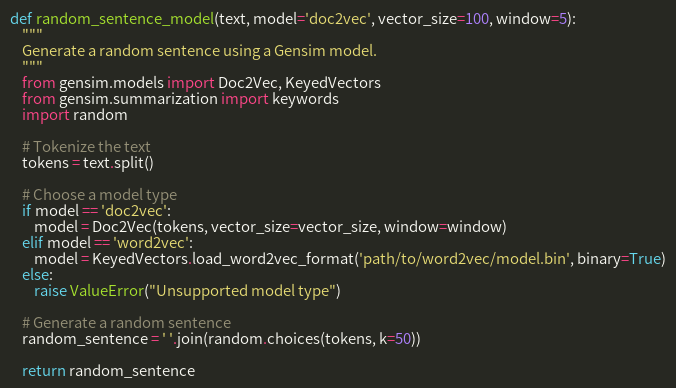 def random_sentence_model(text, model='doc2vec', vector_size=100, window=5):
    """
    Generate a random sentence using a Gensim model.
    """
    from gensim.models import Doc2Vec, KeyedVectors
    from gensim.summarization import keywords
    import random

    # Tokenize the text
    tokens = text.split()

    # Choose a model type
    if model == 'doc2vec':
        model = Doc2Vec(tokens, vector_size=vector_size, window=window)
    elif model == 'word2vec':
        model = KeyedVectors.load_word2vec_format('path/to/word2vec/model.bin', binary=True)
    else:
        raise ValueError("Unsupported model type")

    # Generate a random sentence
    random_sentence = ' '.join(random.choices(tokens, k=50))

    return random_sentence